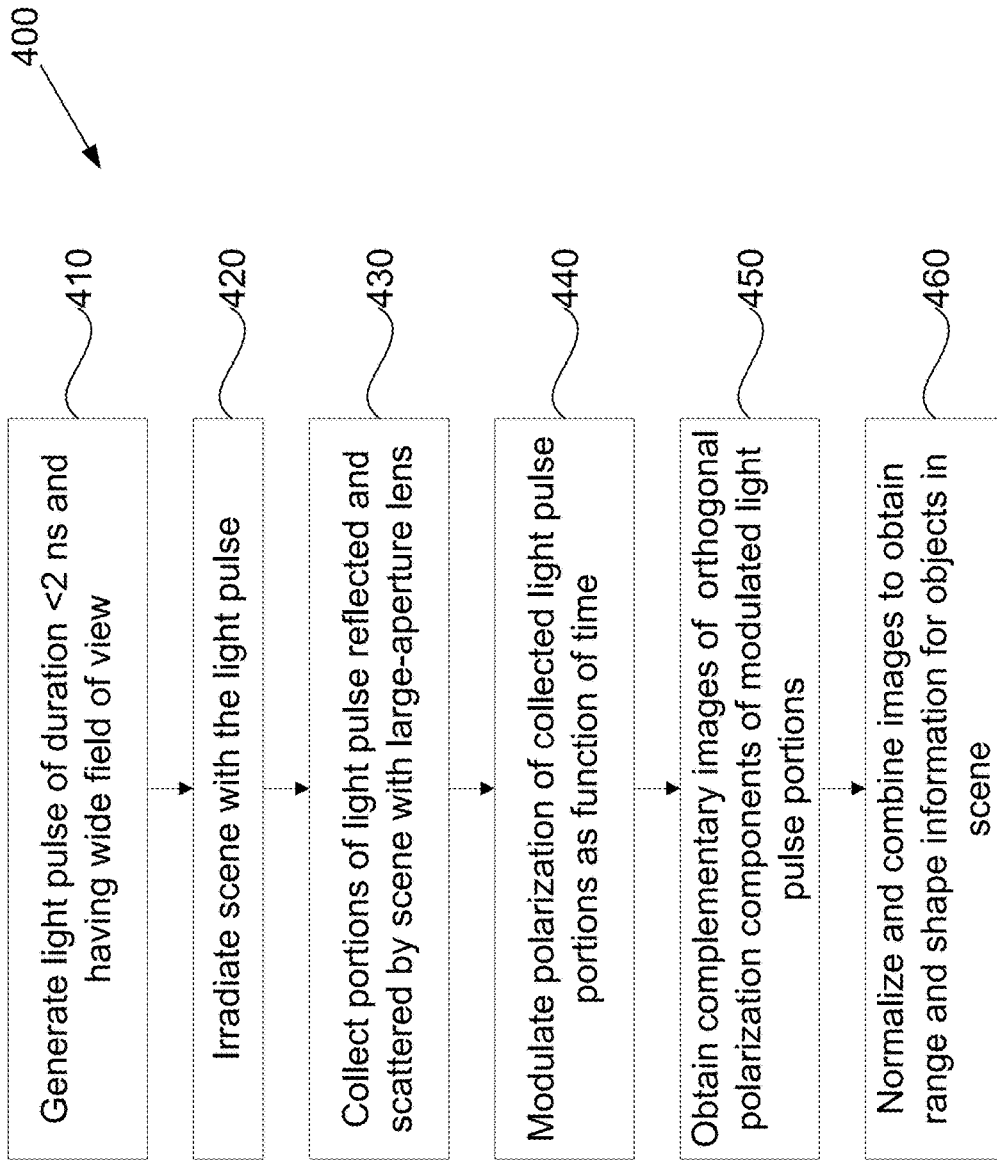 400
Generate light pulse of duration <2 ns and
having wide field of view
410
Irradiate scene with the light pulse
420
Collect portions of light pulse reflected and
scattered by scene with large-aperture lens
430
Modulate polarization of collected light pulse
portions as function of time
440
Obtain complementary images of orthogonal
polarization components of modulated light
pulse portions
450
Normalize and combine images to obtain
range and shape information for objects in
scene
460